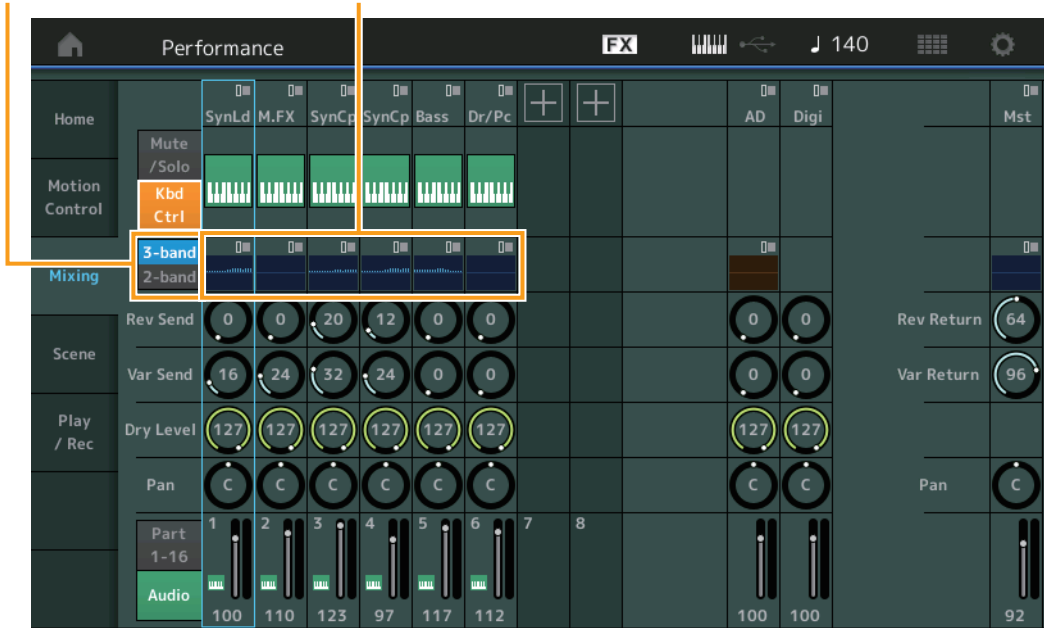 Performance FX 140
SynLd M.FX SynCp SynCp Bass Dr/Pc AD Digi Mst
Home
Mute
/Solo
Motion
Control
Kbd
Ctrl
3-band
2-band
Mixing
Rev Send 0 0 20 12 0 0 0 0 Rev Return 64
Scene
Var Send 16 24 32 24 0 0 0 0 Var Return 96
Play
/ Rec
Dry Level 127 127 127 127 127 127 127 127
Pan C C C C C C C C Pan C
1 2 3 4 5 6 7 8
Part
1-16
Audio
100 110 123 97 117 112 100 100 92